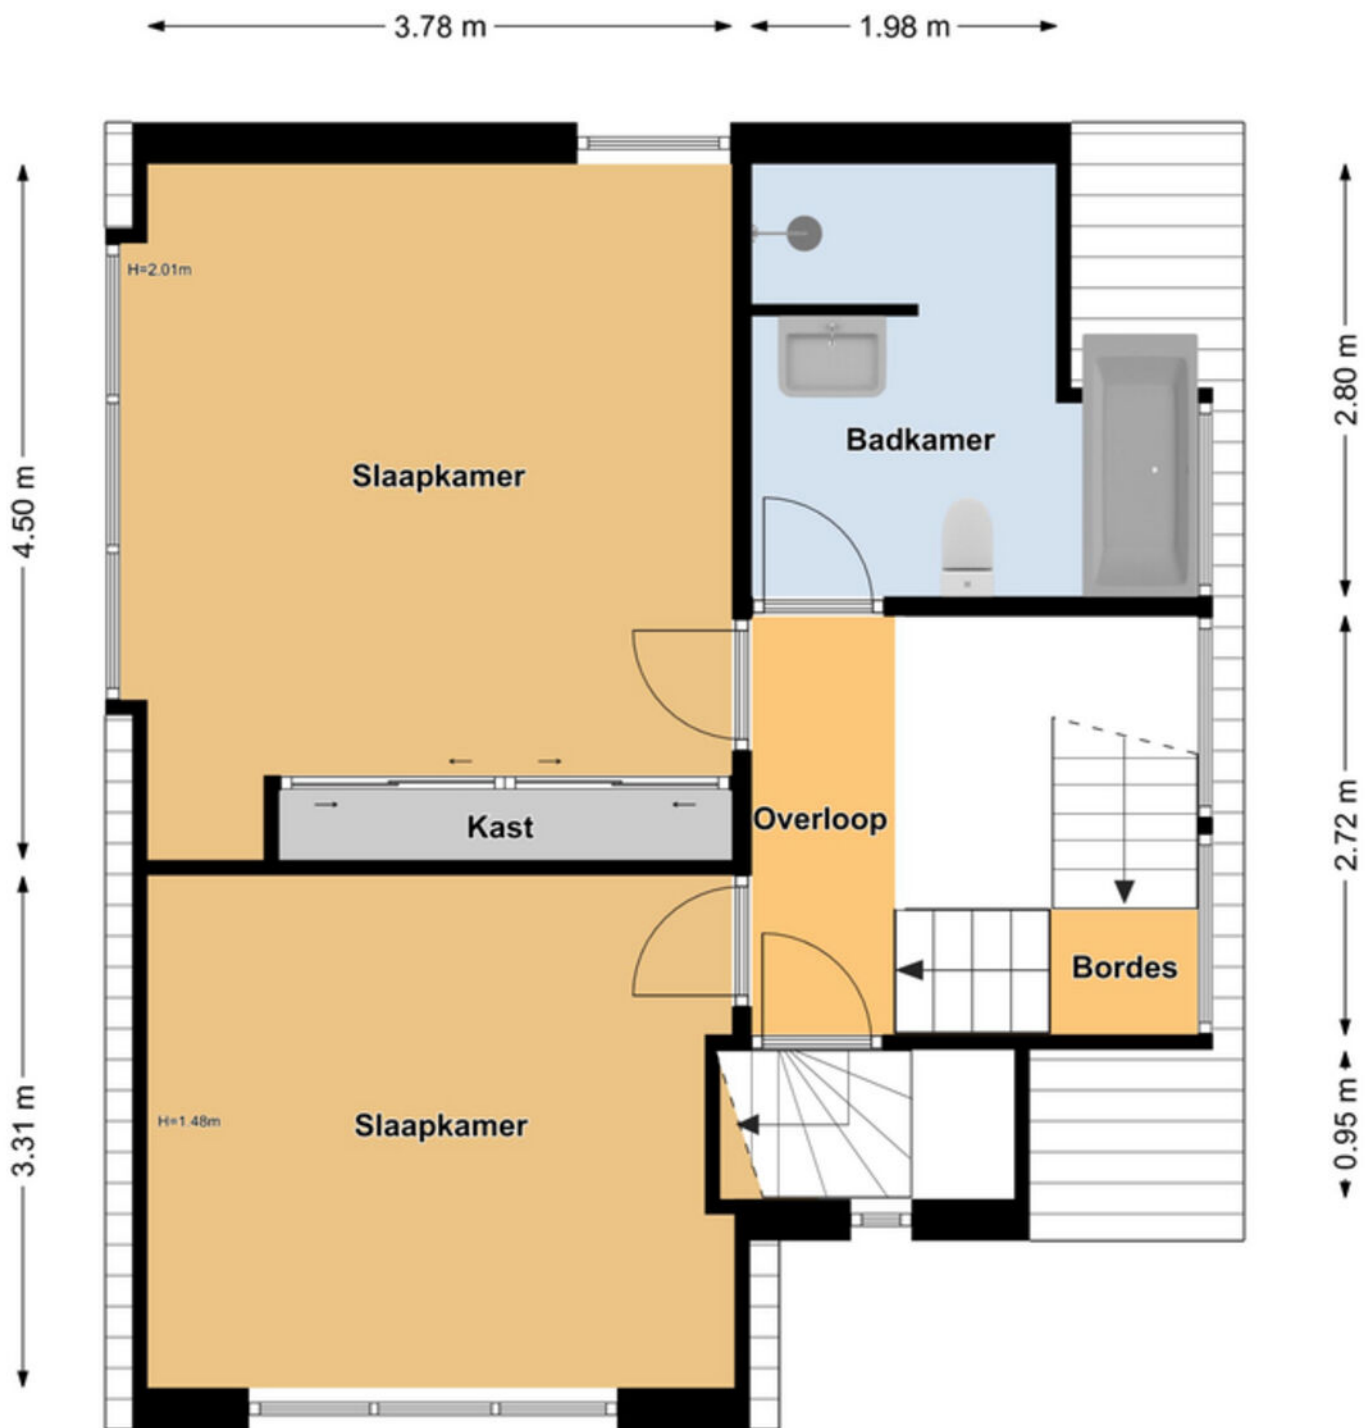 3.78 m
1.98 m
H=2.01m
2.80 m
Badkamer
Slaapkamer
4.50 m
Overloop
Kast
2.72 m
Bordes
H=1.48m
Slaapkamer
3.31 m
0.95 m